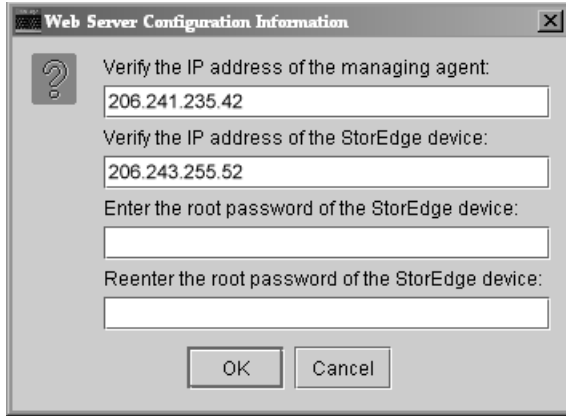 Web Server Configuration Information
Verify the IP address of the managing agent:
206.241.235.42
Verify the IP address of the StorEdge device:
206.243.255.52
Enter the root password of the StorEdge device:
Reenter the root password of the StorEdge device:
OK Cancel